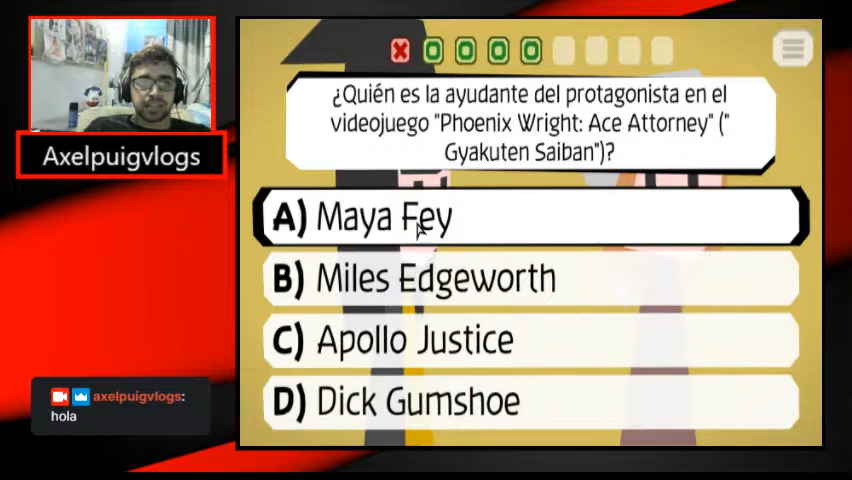 Axelpuigvlogs
axelpuigvlogs:
hola
¿Quién es la ayudante del protagonista en el
videojuego "Phoenix Wright: Ace Attorney" ("
Gyakuten Saiban")?
A) Maya Fey
B) Miles Edgeworth
C) Apollo Justice
D) Dick Gumshoe